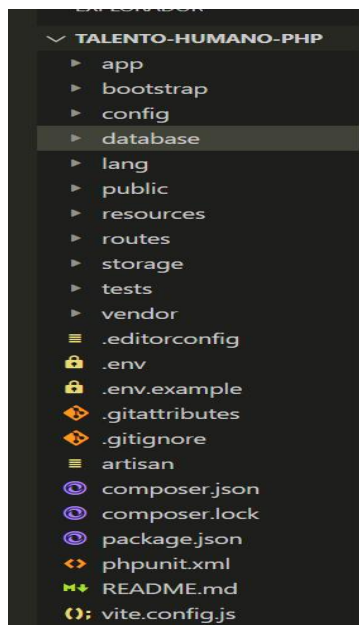 EXPLORADOR
TALENTO-HUMANO-PHP
app
bootstrap
config
database
lang
public
resources
routes
storage
tests
vendor
.editorconfig
.env
.env.example
.gitattributes
.gitignore
artisan
composer.json
composer.lock
package.json
phpunit.xml
README.md
vite.config.js